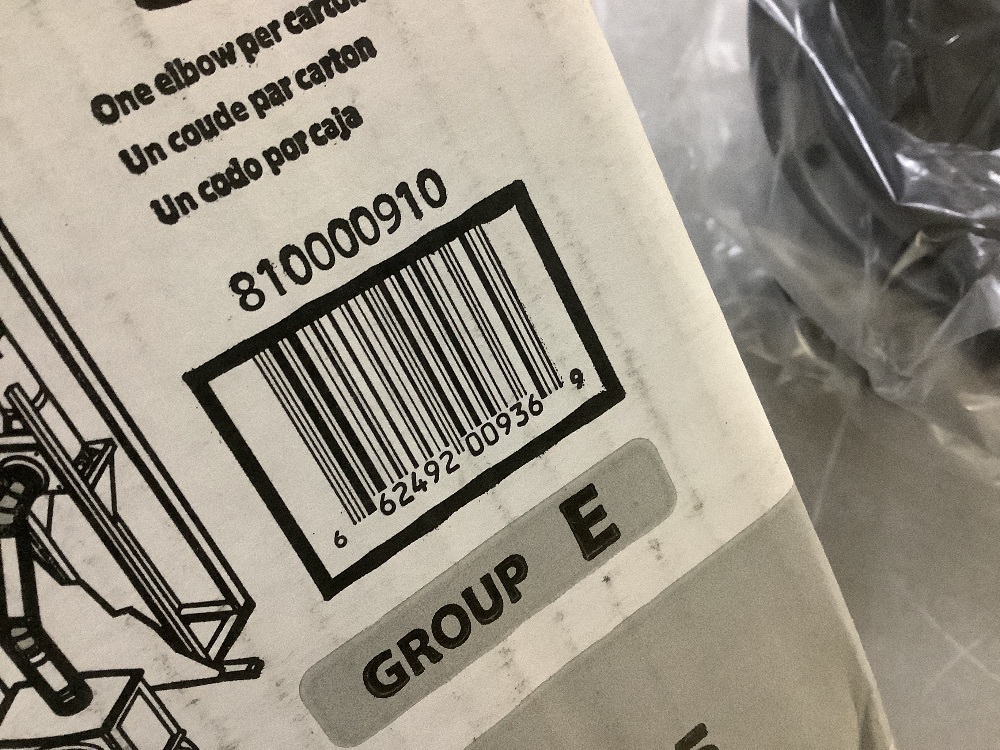 One elbow per carton
Un coude par carton
Un codo por caja
810000910
6 62492 00936 9
GROUP E